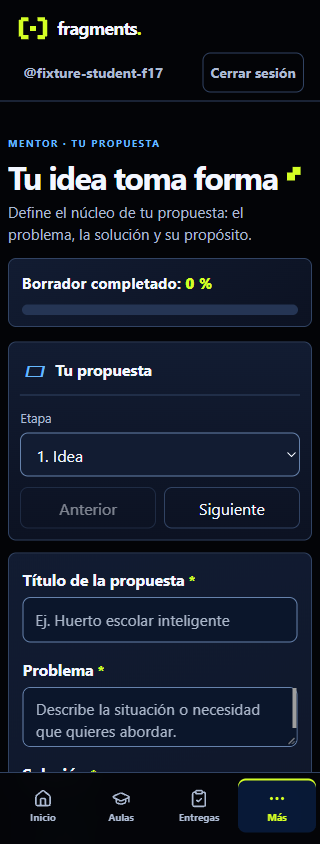 fragments.
@fixture-student-f17
Cerrar sesión
MENTOR · TU PROPUESTA
Tu idea toma forma
Define el núcleo de tu propuesta: el
problema, la solución y su propósito.
Borrador completado: 0 %
Tu propuesta
Etapa
1. Idea
Anterior
Siguiente
Título de la propuesta *
Ej. Huerto escolar inteligente
Problema *
Describe la situación o necesidad
que quieres abordar.
Inicio
Aulas
Entregas
Más